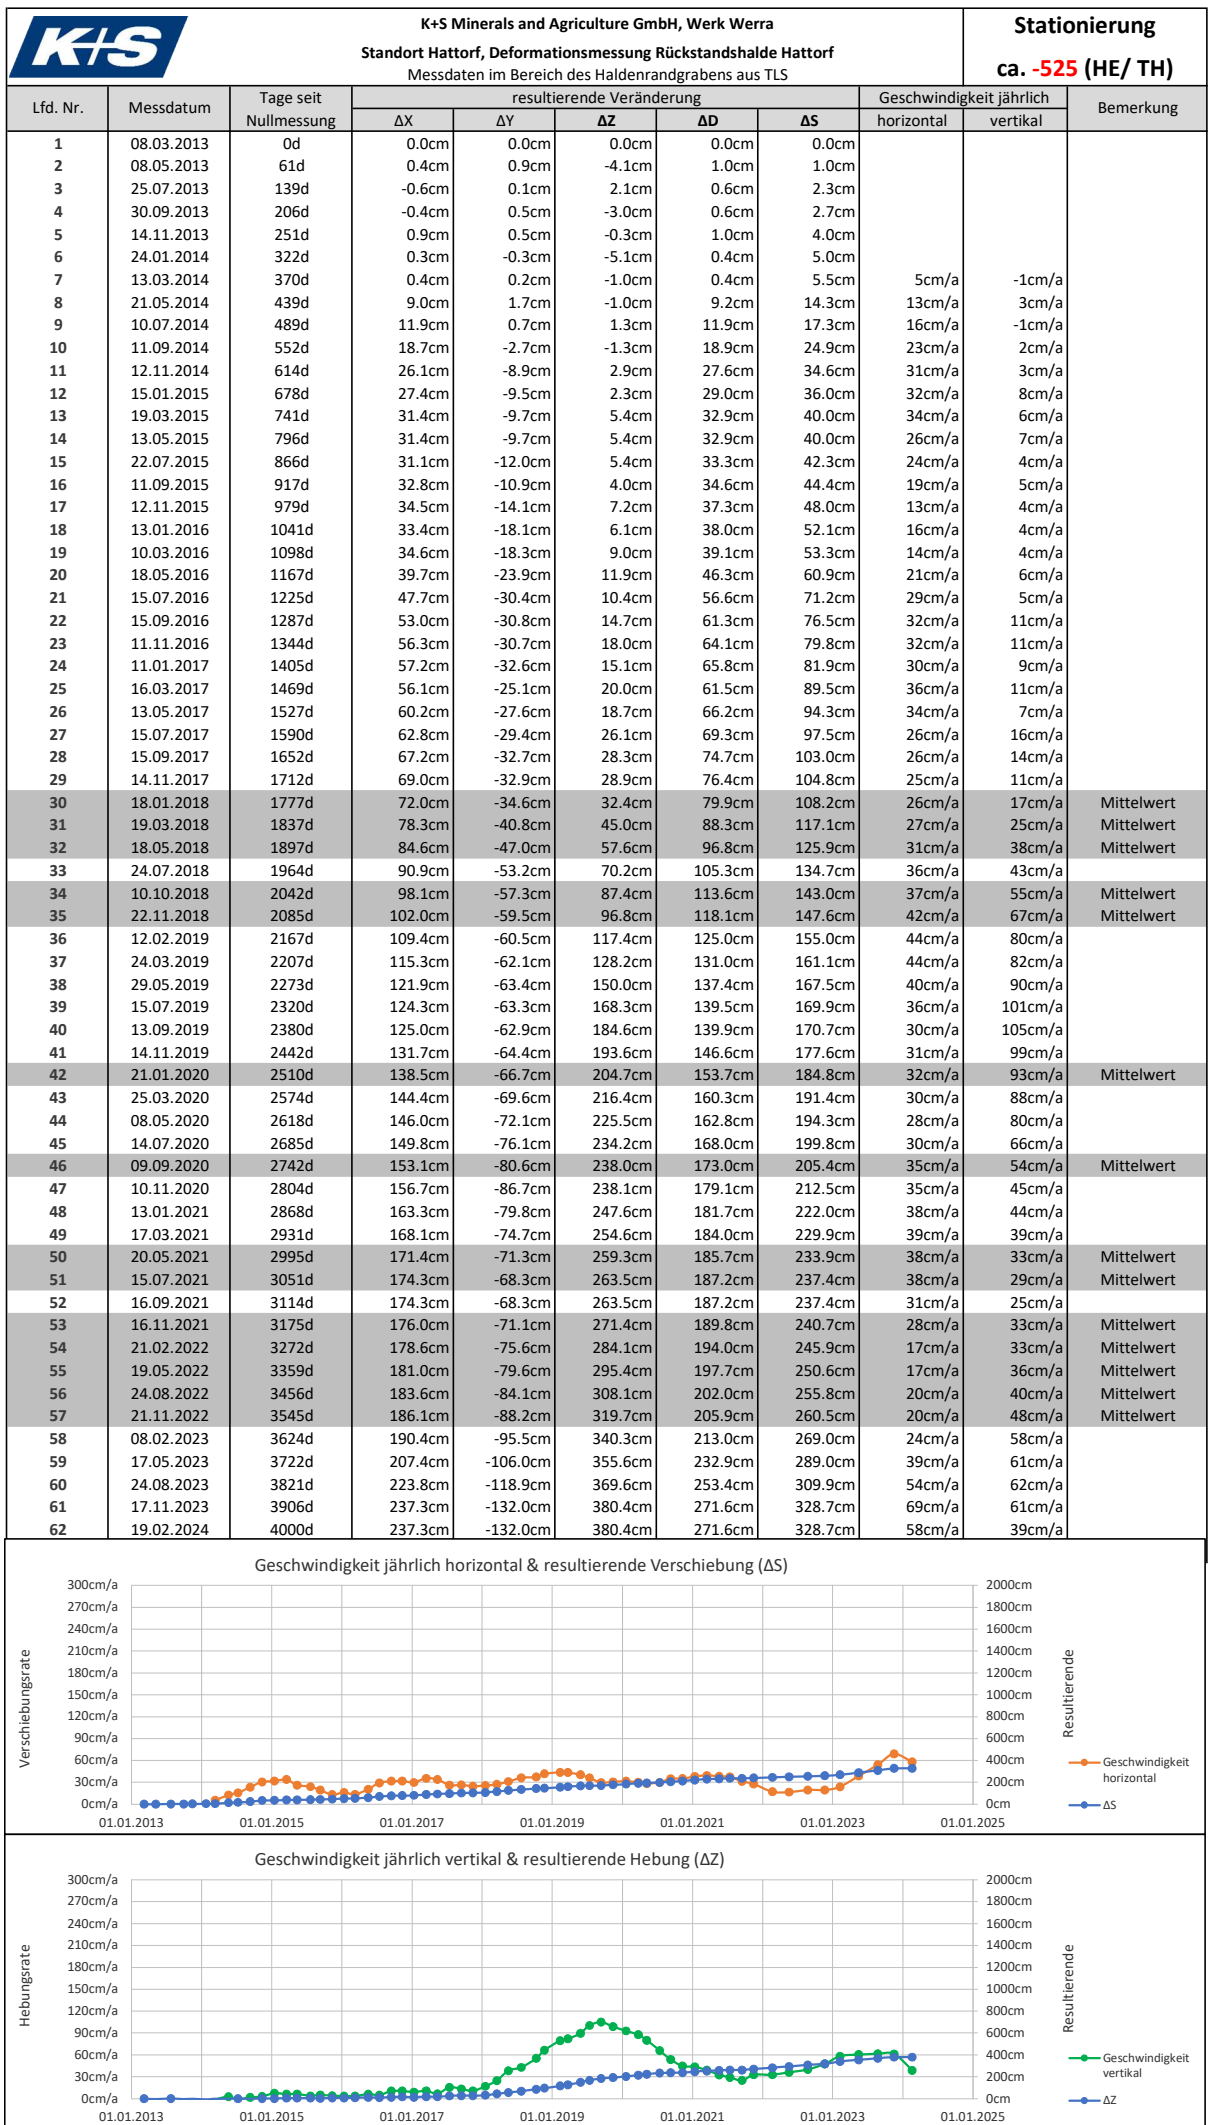 K+S
K+S Minerals and Agriculture GmbH, Werk Werra
Standort Hattorf, Deformationsmessung Rückstandshalde Hattorf
Messdaten im Bereich des Haldenrandgrabens aus TLS
Stationierung
ca. -525 (HE/ TH)
Lfd. Nr. Messdatum Tage seit Nullmessung resultierende Veränderung Geschwindigkeit jährlich Bemerkung
ΔX ΔY ΔZ ΔD ΔS horizontal vertikal
1 08.03.2013 0d 0.0cm 0.0cm 0.0cm 0.0cm 0.0cm
2 08.05.2013 61d 0.4cm 0.9cm -4.1cm 1.0cm 1.0cm
3 25.07.2013 139d -0.6cm 0.1cm 2.1cm 0.6cm 2.3cm
4 30.09.2013 206d -0.4cm 0.5cm -3.0cm 0.6cm 2.7cm
5 14.11.2013 251d 0.9cm 0.5cm -0.3cm 1.0cm 4.0cm
6 24.01.2014 322d 0.3cm -0.3cm -5.1cm 0.4cm 5.0cm
7 13.03.2014 370d 0.4cm 0.2cm -1.0cm 0.4cm 5.5cm 5cm/a -1cm/a
8 21.05.2014 439d 9.0cm 1.7cm -1.0cm 9.2cm 14.3cm 13cm/a 3cm/a
9 10.07.2014 489d 11.9cm 0.7cm 1.3cm 11.9cm 17.3cm 16cm/a -1cm/a
10 11.09.2014 552d 18.7cm -2.7cm -1.3cm 18.9cm 24.9cm 23cm/a 2cm/a
11 12.11.2014 614d 26.1cm -8.9cm 2.9cm 27.6cm 34.6cm 31cm/a 3cm/a
12 15.01.2015 678d 27.4cm -9.5cm 2.3cm 29.0cm 36.0cm 32cm/a 8cm/a
13 19.03.2015 741d 31.4cm -9.7cm 5.4cm 32.9cm 40.0cm 34cm/a 6cm/a
14 13.05.2015 796d 31.4cm -9.7cm 5.4cm 32.9cm 40.0cm 26cm/a 7cm/a
15 22.07.2015 866d 31.1cm -12.0cm 5.4cm 33.3cm 42.3cm 24cm/a 4cm/a
16 11.09.2015 917d 32.8cm -10.9cm 4.0cm 34.6cm 44.4cm 19cm/a 5cm/a
17 12.11.2015 979d 34.5cm -14.1cm 7.2cm 37.3cm 48.0cm 13cm/a 4cm/a
18 13.01.2016 1041d 33.4cm -18.1cm 6.1cm 38.0cm 52.1cm 16cm/a 4cm/a
19 10.03.2016 1098d 34.6cm -18.3cm 9.0cm 39.1cm 53.3cm 14cm/a 4cm/a
20 18.05.2016 1167d 39.7cm -23.9cm 11.9cm 46.3cm 60.9cm 21cm/a 6cm/a
21 15.07.2016 1225d 47.7cm -30.4cm 10.4cm 56.6cm 71.2cm 29cm/a 5cm/a
22 15.09.2016 1287d 53.0cm -30.8cm 14.7cm 61.3cm 76.5cm 32cm/a 11cm/a
23 11.11.2016 1344d 56.3cm -30.7cm 18.0cm 64.1cm 79.8cm 32cm/a 11cm/a
24 11.01.2017 1405d 57.2cm -32.6cm 15.1cm 65.8cm 81.9cm 30cm/a 9cm/a
25 16.03.2017 1469d 56.1cm -25.1cm 20.0cm 61.5cm 89.5cm 36cm/a 11cm/a
26 13.05.2017 1527d 60.2cm -27.6cm 18.7cm 66.2cm 94.3cm 34cm/a 7cm/a
27 15.07.2017 1590d 62.8cm -29.4cm 26.1cm 69.3cm 97.5cm 26cm/a 16cm/a
28 15.09.2017 1652d 67.2cm -32.7cm 28.3cm 74.7cm 103.0cm 26cm/a 14cm/a
29 14.11.2017 1712d 69.0cm -32.9cm 28.9cm 76.4cm 104.8cm 25cm/a 11cm/a
30 18.01.2018 1777d 72.0cm -34.6cm 32.4cm 79.9cm 108.2cm 26cm/a 17cm/a Mittelwert
31 19.03.2018 1837d 78.3cm -40.8cm 45.0cm 88.3cm 117.1cm 27cm/a 25cm/a Mittelwert
32 18.05.2018 1897d 84.6cm -47.0cm 57.6cm 96.8cm 125.9cm 31cm/a 38cm/a Mittelwert
33 24.07.2018 1964d 90.9cm -53.2cm 70.2cm 105.3cm 134.7cm 36cm/a 43cm/a
34 10.10.2018 2042d 98.1cm -57.3cm 87.4cm 113.6cm 143.0cm 37cm/a 55cm/a Mittelwert
35 22.11.2018 2085d 102.0cm -59.5cm 96.8cm 118.1cm 147.6cm 42cm/a 67cm/a Mittelwert
36 12.02.2019 2167d 109.4cm -60.5cm 117.4cm 125.0cm 155.0cm 44cm/a 80cm/a
37 24.03.2019 2207d 115.3cm -62.1cm 128.2cm 131.0cm 161.1cm 44cm/a 82cm/a
38 29.05.2019 2273d 121.9cm -63.4cm 150.0cm 137.4cm 167.5cm 40cm/a 90cm/a
39 15.07.2019 2320d 124.3cm -63.3cm 168.3cm 139.5cm 169.9cm 36cm/a 101cm/a
40 13.09.2019 2380d 125.0cm -62.9cm 184.6cm 139.9cm 170.7cm 30cm/a 105cm/a
41 14.11.2019 2442d 131.7cm -64.4cm 193.6cm 146.6cm 177.6cm 31cm/a 99cm/a
42 21.01.2020 2510d 138.5cm -66.7cm 204.7cm 153.7cm 184.8cm 32cm/a 93cm/a Mittelwert
43 25.03.2020 2574d 144.4cm -69.6cm 216.4cm 160.3cm 191.4cm 30cm/a 88cm/a
44 08.05.2020 2618d 146.0cm -72.1cm 225.5cm 162.8cm 194.3cm 28cm/a 80cm/a
45 14.07.2020 2685d 149.8cm -76.1cm 234.2cm 168.0cm 199.8cm 30cm/a 66cm/a
46 09.09.2020 2742d 153.1cm -80.6cm 238.0cm 173.0cm 205.4cm 35cm/a 54cm/a Mittelwert
47 10.11.2020 2804d 156.7cm -86.7cm 238.1cm 179.1cm 212.5cm 35cm/a 45cm/a
48 13.01.2021 2868d 163.3cm -79.8cm 247.6cm 181.7cm 222.0cm 38cm/a 44cm/a
49 17.03.2021 2931d 168.1cm -74.7cm 254.6cm 184.0cm 229.9cm 39cm/a 39cm/a
50 20.05.2021 2995d 171.4cm -71.3cm 259.3cm 185.7cm 233.9cm 38cm/a 33cm/a Mittelwert
51 15.07.2021 3051d 174.3cm -68.3cm 263.5cm 187.2cm 237.4cm 38cm/a 29cm/a Mittelwert
52 16.09.2021 3114d 174.3cm -68.3cm 263.5cm 187.2cm 237.4cm 31cm/a 25cm/a
53 16.11.2021 3175d 176.0cm -71.1cm 271.4cm 189.8cm 240.7cm 28cm/a 33cm/a Mittelwert
54 21.02.2022 3272d 178.6cm -75.6cm 284.1cm 194.0cm 245.9cm 17cm/a 33cm/a Mittelwert
55 19.05.2022 3359d 181.0cm -79.6cm 295.4cm 197.7cm 250.6cm 17cm/a 36cm/a Mittelwert
56 24.08.2022 3456d 183.6cm -84.1cm 308.1cm 202.0cm 255.8cm 20cm/a 40cm/a Mittelwert
57 21.11.2022 3545d 186.1cm -88.2cm 319.7cm 205.9cm 260.5cm 20cm/a 48cm/a Mittelwert
58 08.02.2023 3624d 190.4cm -95.5cm 340.3cm 213.0cm 269.0cm 24cm/a 58cm/a
59 17.05.2023 3722d 207.4cm -106.0cm 355.6cm 232.9cm 289.0cm 39cm/a 61cm/a
60 24.08.2023 3821d 223.8cm -118.9cm 369.6cm 253.4cm 309.9cm 54cm/a 62cm/a
61 17.11.2023 3906d 237.3cm -132.0cm 380.4cm 271.6cm 328.7cm 69cm/a 61cm/a
62 19.02.2024 4000d 237.3cm -132.0cm 380.4cm 271.6cm 328.7cm 58cm/a 39cm/a
Geschwindigkeit jährlich horizontal & resultierende Verschiebung (ΔS)
300cm/a 2000cm
270cm/a 1800cm
240cm/a 1600cm
210cm/a 1400cm
180cm/a 1200cm
150cm/a 1000cm
120cm/a 800cm
90cm/a 600cm
60cm/a 400cm
30cm/a 200cm
0cm/a 0cm
Verschiebungsrate
Resultierende
Geschwindigkeit
horizontal
ΔS
01.01.2013 01.01.2015 01.01.2017 01.01.2019 01.01.2021 01.01.2023 01.01.2025
Geschwindigkeit jährlich vertikal & resultierende Hebung (ΔZ)
300cm/a 2000cm
270cm/a 1800cm
240cm/a 1600cm
210cm/a 1400cm
180cm/a 1200cm
150cm/a 1000cm
120cm/a 800cm
90cm/a 600cm
60cm/a 400cm
30cm/a 200cm
0cm/a 0cm
Hebungsrate
Resultierende
Geschwindigkeit
vertikal
ΔZ
01.01.2013 01.01.2015 01.01.2017 01.01.2019 01.01.2021 01.01.2023 01.01.2025